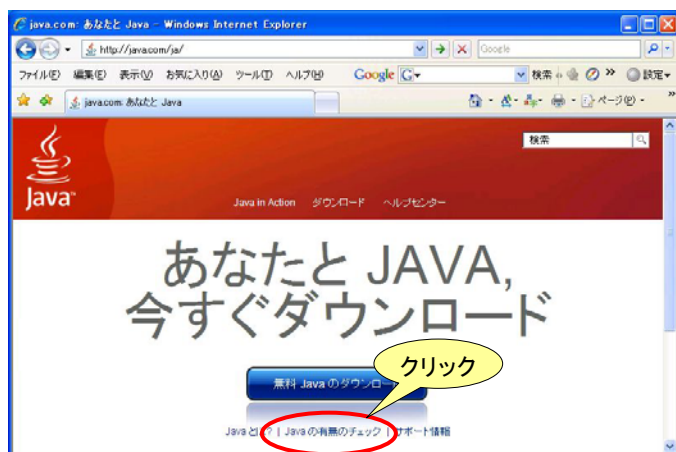 java.com: あなたと Java - Windows Internet Explorer
http://java.com/ja/
Google
ファイル(F) 編集(E) 表示(V) お気に入り(A) ツール(T) ヘルプ(H) Google G 検索 » 設定
java.com: あなたと Java ページ(P) »
検索
Java™
Java in Action ダウンロード ヘルプセンター
あなたと JAVA,
今すぐダウンロード
クリック
無料 Java のダウンロー
Java と ? | Java の有無のチェック | サポート情報